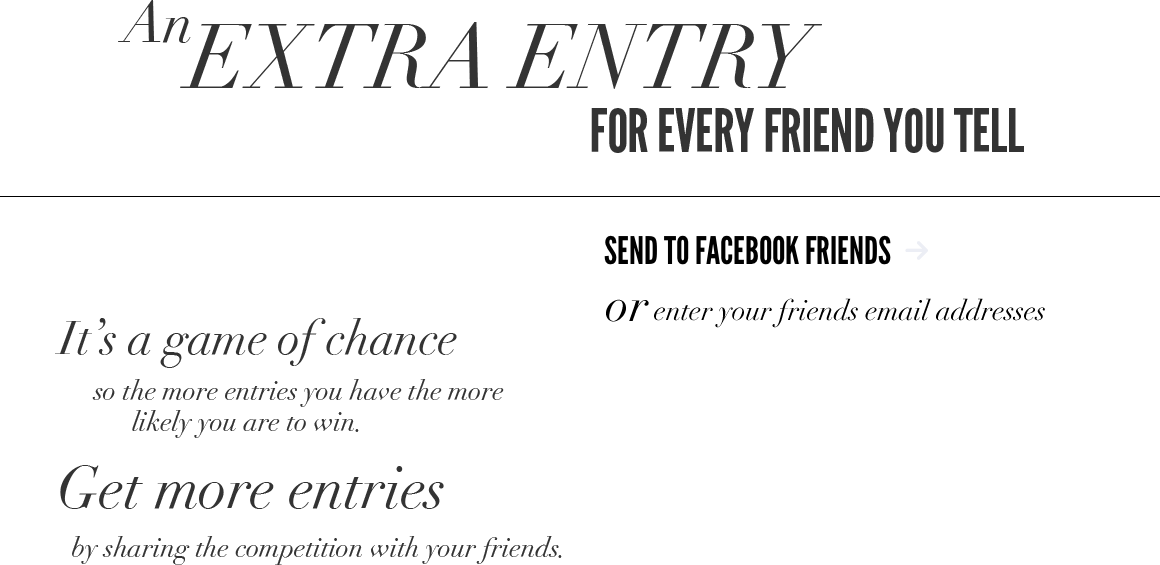 An EXTRA ENTRY
FOR EVERY FRIEND YOU TELL
SEND TO FACEBOOK FRIENDS
or enter your friends email addresses
It’s a game of chance
so the more entries you have the more
likely you are to win.
Get more entries
by sharing the competition with your friends.